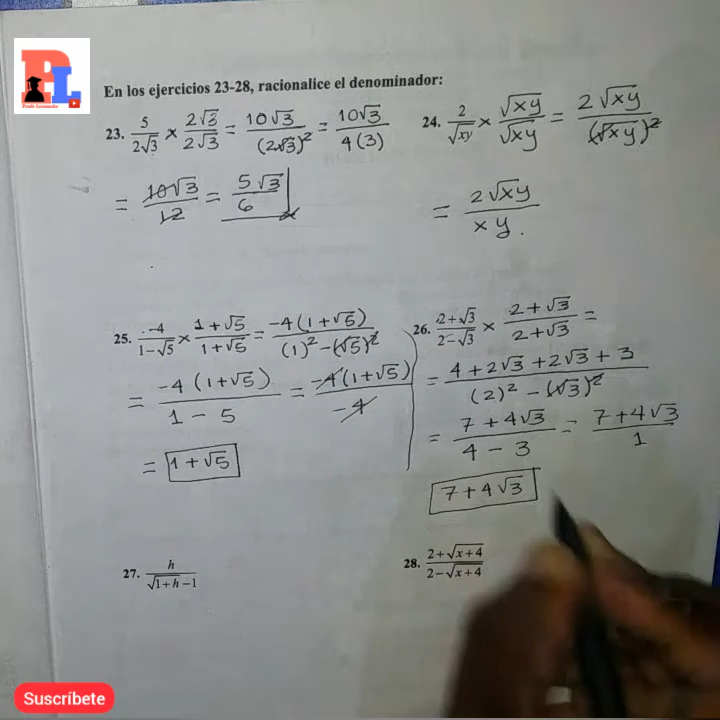 PL
En los ejercicios 23-28, racionalice el denominador:
23. 5/(2√3) × (2√3)/(2√3) = (10√3)/(2√3)² = (10√3)/(4(3))
= (10√3)/12 = (5√3)/6
24. 2/√xy × √xy/√xy = (2√xy)/(√xy)²
= (2√xy)/(xy).
25. -4/(1-√5) × (1+√5)/(1+√5) = (-4(1+√5))/((1)²-(√5)²)
= (-4(1+√5))/(1-5) = (-4(1+√5))/(-4)
= 1+√5
26. (2+√3)/(2-√3) × (2+√3)/(2+√3) =
= (4+2√3+2√3+3)/((2)²-(√3)²)
= (7+4√3)/(4-3) = (7+4√3)/1
7+4√3
27. h/(√(1+h)-1)
28. (2+√(x+4))/(2-√(x+4))
Suscríbete